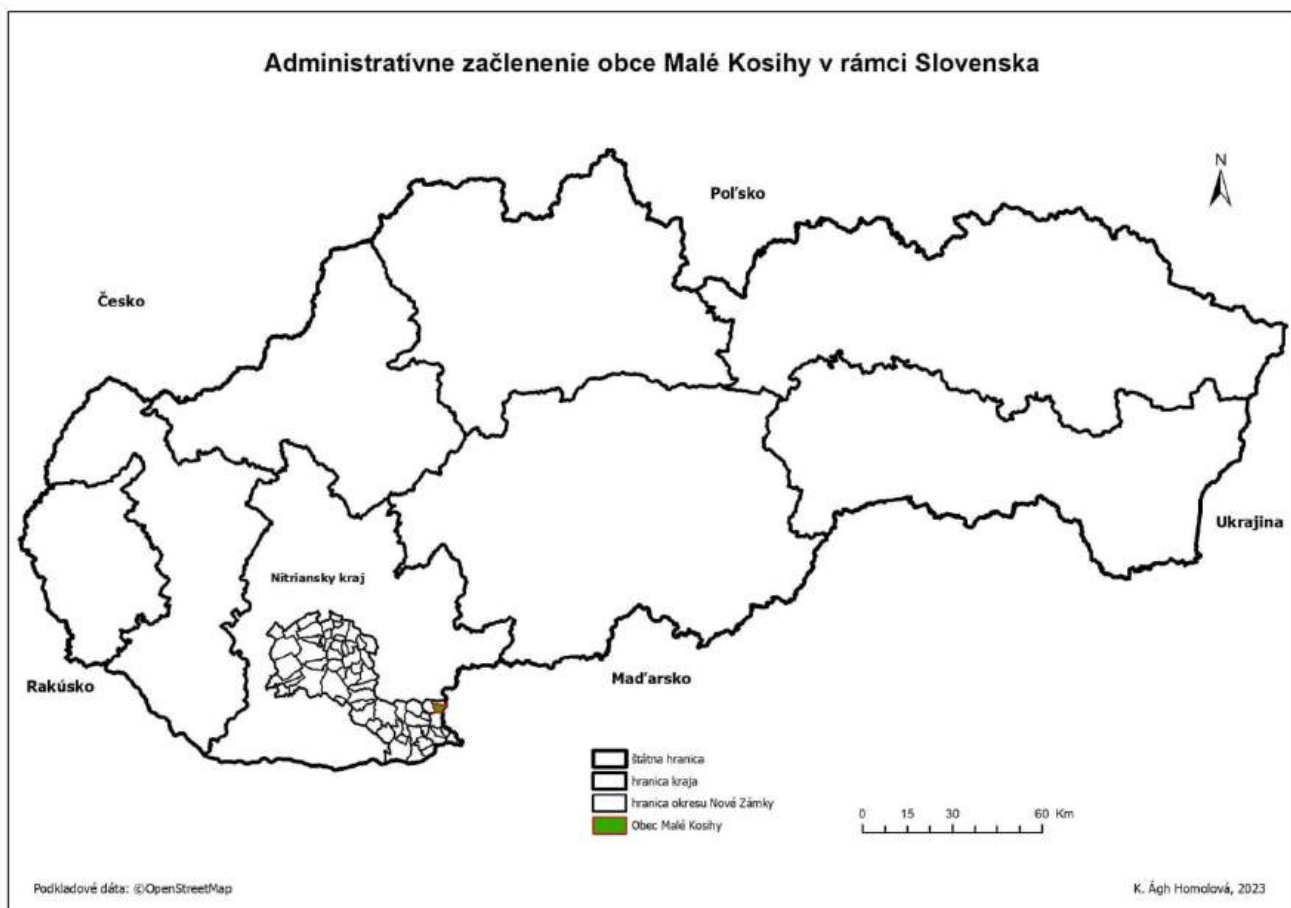 Administratívne začlenenie obce Malé Kosihy v rámci Slovenska
N
Poľsko
Česko
Ukrajina
Nitriansky kraj
Rakúsko
Maďarsko
štátna hranica
hranica kraja
hranica okresu Nové Zámky
Obec Malé Kosihy
0 15 30 60 Km
Podkladové dáta: ©OpenStreetMap
K. Ágh Homolová, 2023